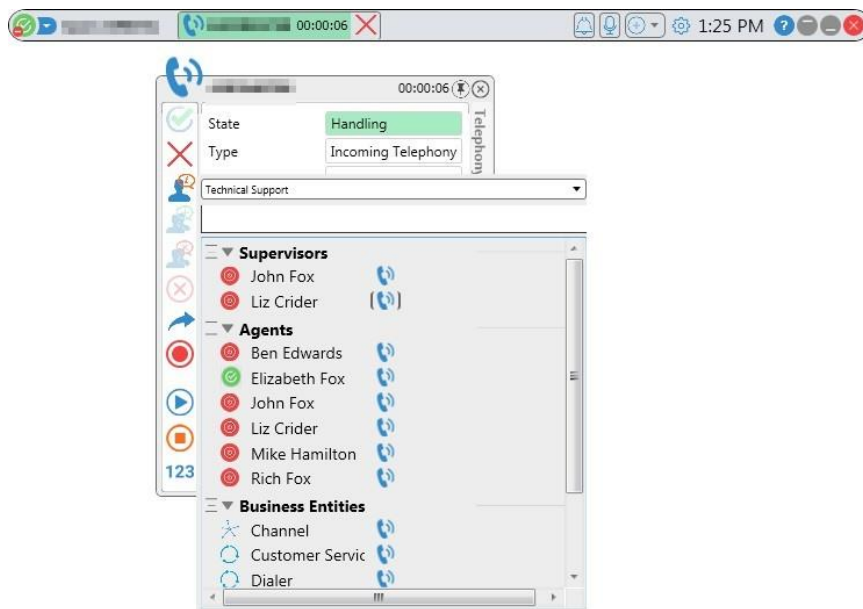 00:00:06
1:25 PM
?
00:00:06
Telephony
State Handling
Type Incoming Telephony
Technical Support
Supervisors
John Fox
Liz Crider
Agents
Ben Edwards
Elizabeth Fox
John Fox
Liz Crider
Mike Hamilton
Rich Fox
123
Business Entities
Channel
Customer Servic
Dialer